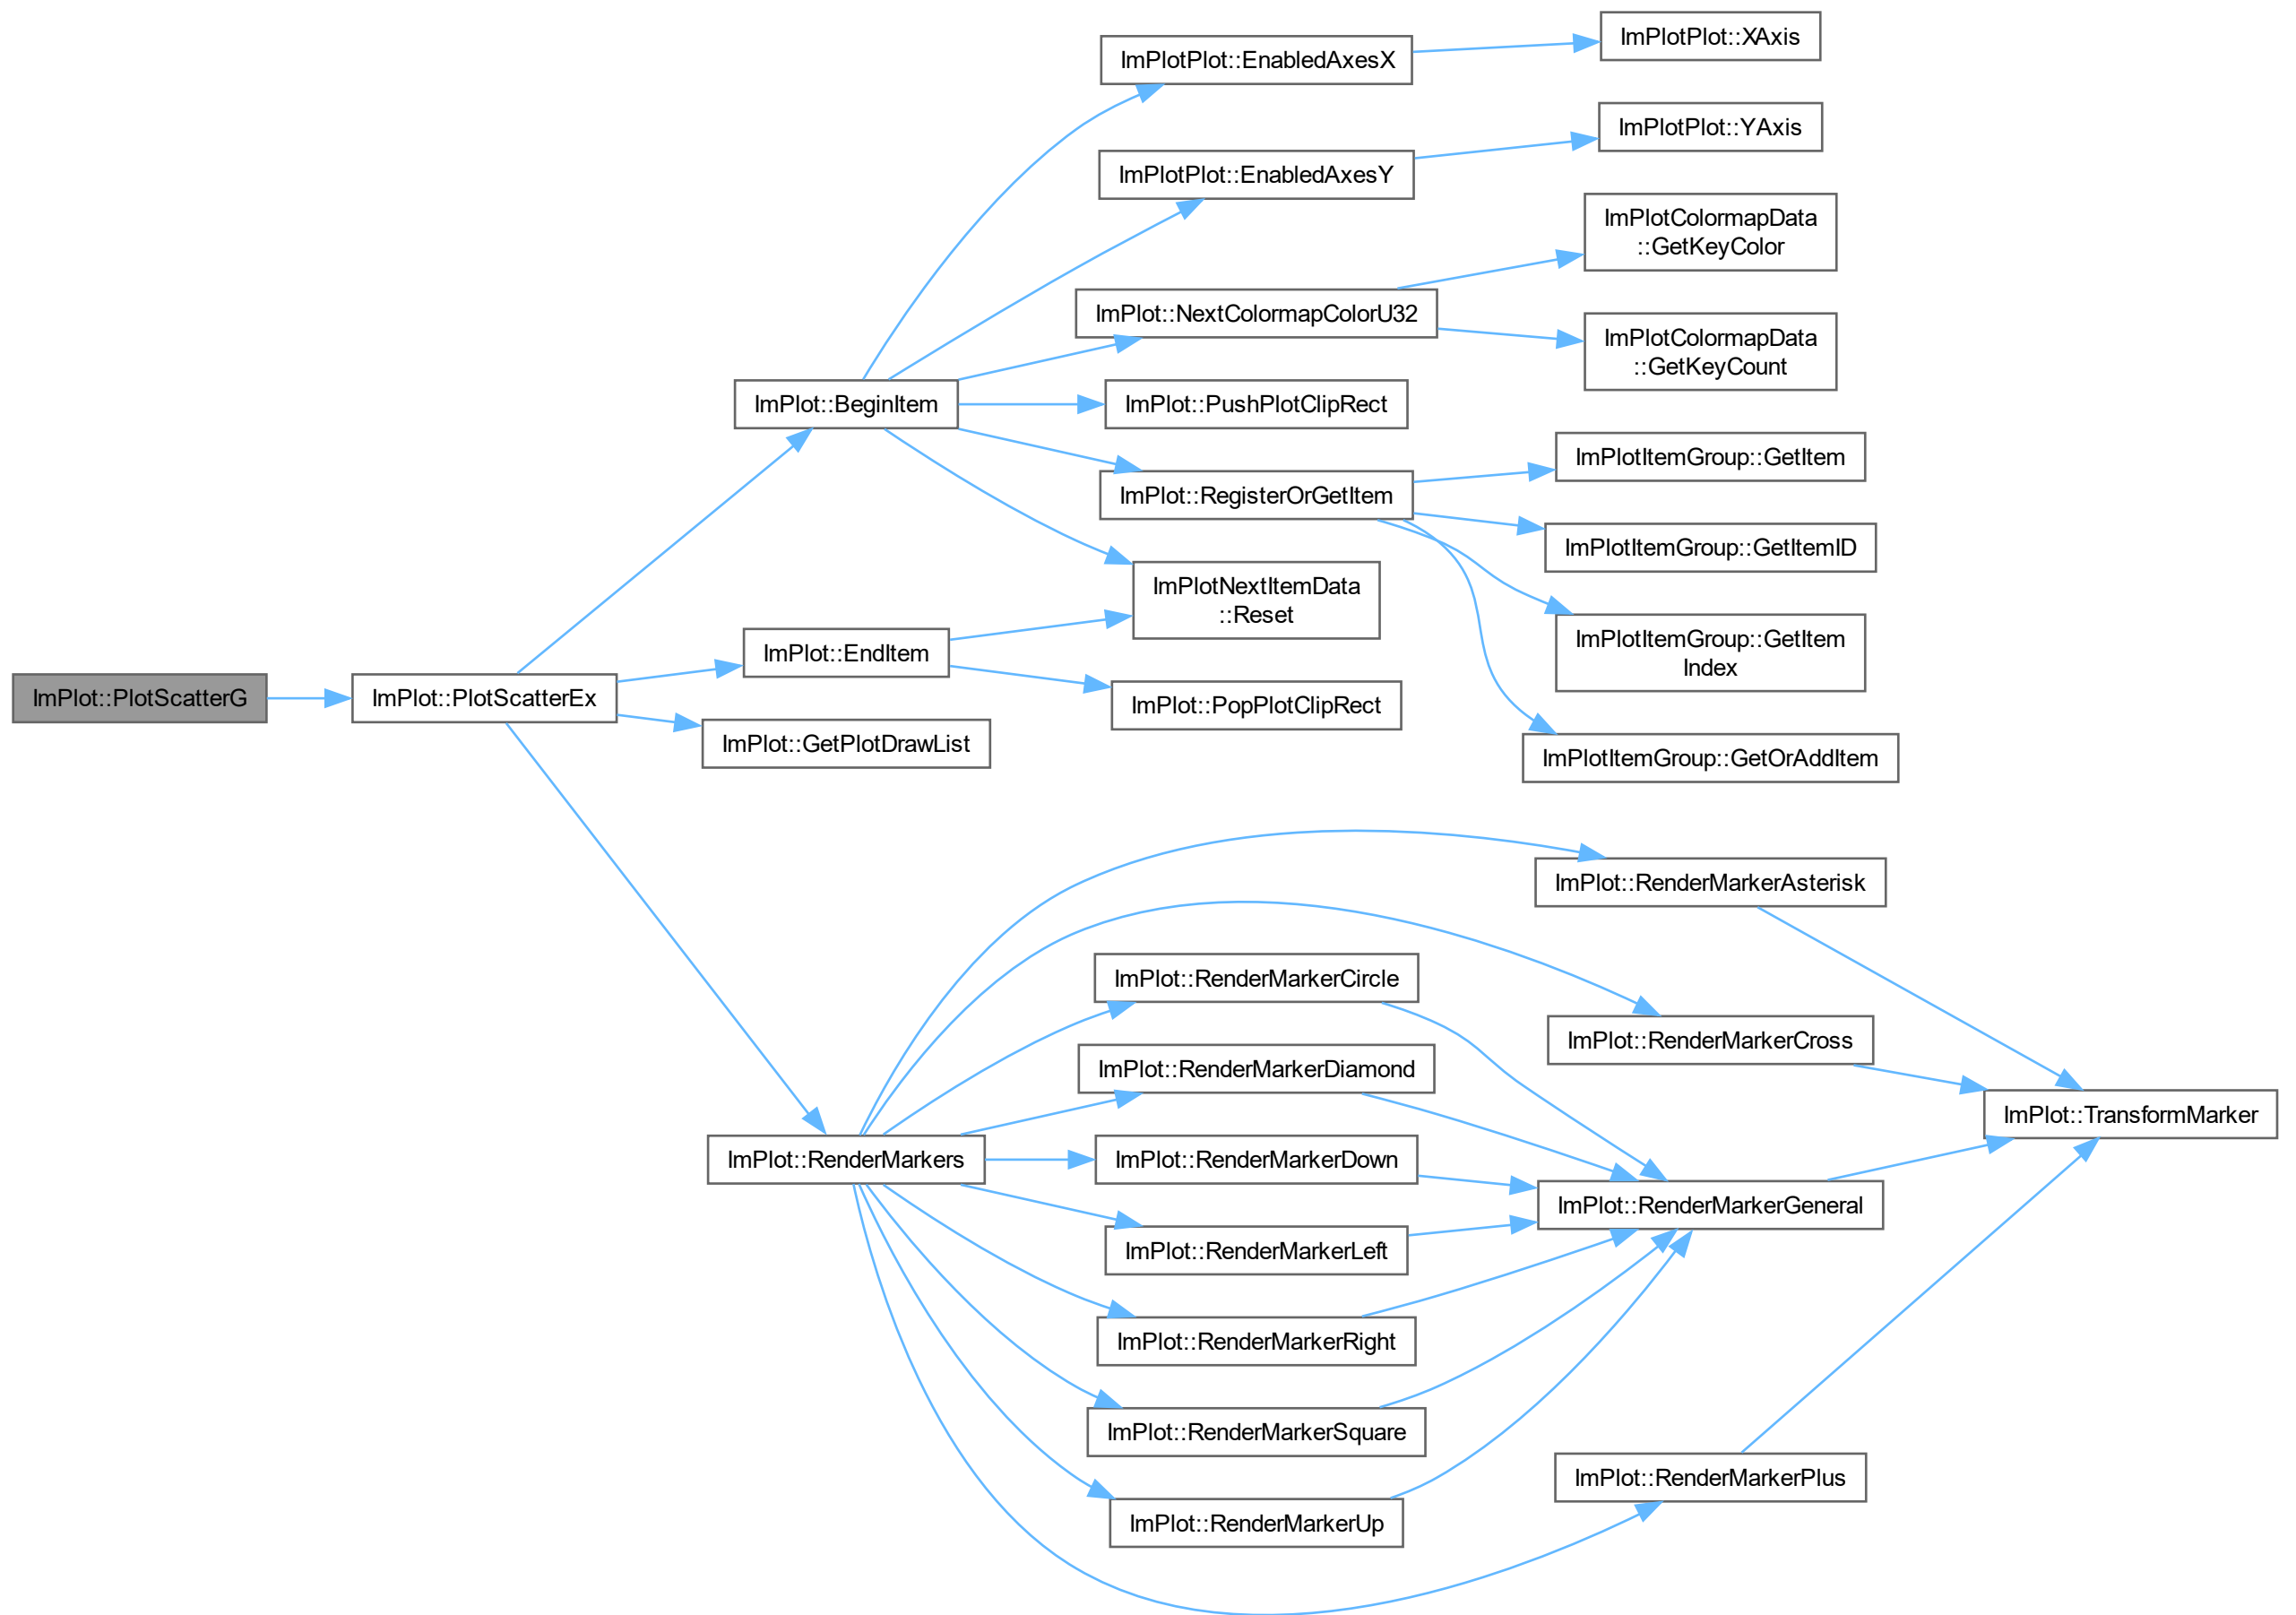 ImPlot::PlotScatterG
ImPlot::PlotScatterEx
ImPlot::BeginItem
ImPlot::EndItem
ImPlot::GetPlotDrawList
ImPlot::RenderMarkers
ImPlotPlot::EnabledAxesX
ImPlotPlot::EnabledAxesY
ImPlot::NextColormapColorU32
ImPlot::PushPlotClipRect
ImPlot::RegisterOrGetItem
ImPlotNextItemData
::Reset
ImPlot::PopPlotClipRect
ImPlot::RenderMarkerCircle
ImPlot::RenderMarkerDiamond
ImPlot::RenderMarkerDown
ImPlot::RenderMarkerLeft
ImPlot::RenderMarkerRight
ImPlot::RenderMarkerSquare
ImPlot::RenderMarkerUp
ImPlotPlot::XAxis
ImPlotPlot::YAxis
ImPlotColormapData
::GetKeyColor
ImPlotColormapData
::GetKeyCount
ImPlotItemGroup::GetItem
ImPlotItemGroup::GetItemID
ImPlotItemGroup::GetItem
Index
ImPlotItemGroup::GetOrAddItem
ImPlot::RenderMarkerAsterisk
ImPlot::RenderMarkerCross
ImPlot::RenderMarkerGeneral
ImPlot::RenderMarkerPlus
ImPlot::TransformMarker